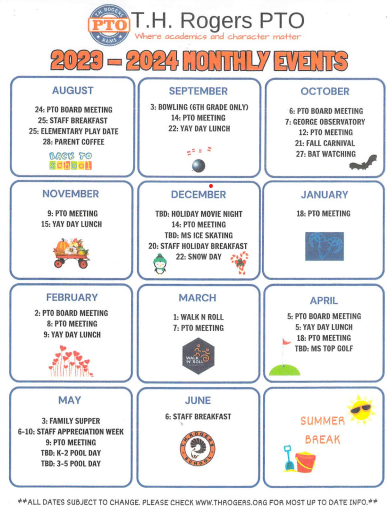 T.H. ROGERS
PTO
RAMS
T.H. Rogers PTO
Where academics and character matter
2023 – 2024 MONTHLY EVENTS
AUGUST
24: PTO BOARD MEETING
25: STAFF BREAKFAST
25: ELEMENTARY PLAY DATE
28: PARENT COFFEE
BACK TO
SCHOOL
SEPTEMBER
3: BOWLING (6TH GRADE ONLY)
14: PTO MEETING
22: YAY DAY LUNCH
OCTOBER
6: PTO BOARD MEETING
7: GEORGE OBSERVATORY
12: PTO MEETING
21: FALL CARNIVAL
27: BAT WATCHING
NOVEMBER
9: PTO MEETING
15: YAY DAY LUNCH
DECEMBER
TBD: HOLIDAY MOVIE NIGHT
14: PTO MEETING
TBD: MS ICE SKATING
20: STAFF HOLIDAY BREAKFAST
22: SNOW DAY
JANUARY
18: PTO MEETING
FEBRUARY
2: PTO BOARD MEETING
8: PTO MEETING
9: YAY DAY LUNCH
MARCH
1: WALK N ROLL
7: PTO MEETING
WALK
'N' ROLL
APRIL
5: PTO BOARD MEETING
5: YAY DAY LUNCH
18: PTO MEETING
TBD: MS TOP GOLF
MAY
3: FAMILY SUPPER
6-10: STAFF APPRECIATION WEEK
9: PTO MEETING
TBD: K-2 POOL DAY
TBD: 3-5 POOL DAY
JUNE
6: STAFF BREAKFAST
T.H. ROGERS
SCHOOL
SUMMER
BREAK
**ALL DATES SUBJECT TO CHANGE. PLEASE CHECK WWW.THROGERS.ORG FOR MOST UP TO DATE INFO.**